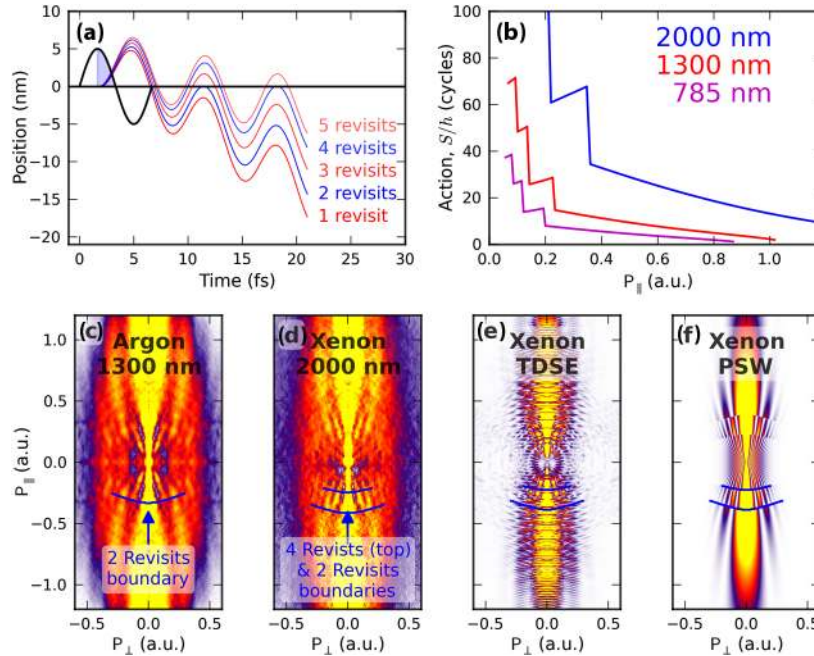 (a)
Position (nm)
10
5
0
−5
−10
−15
−20
5 revisits
4 revisits
3 revisits
2 revisits
1 revisit
0 5 10 15 20 25 30
Time (fs)
(b)
Action, S/h (cycles)
100
80
60
40
20
0
2000 nm
1300 nm
785 nm
0.0 0.2 0.4 0.6 0.8 1.0
P∥ (a.u.)
(c)
Argon
1300 nm
P∥ (a.u.)
1.0
0.5
0.0
−0.5
−1.0
2 Revisits
boundary
−0.5 0.0 0.5
P⊥ (a.u.)
(d)
Xenon
2000 nm
4 Revists (top)
& 2 Revisits
boundaries
−0.5 0.0 0.5
P⊥ (a.u.)
(e)
Xenon
TDSE
−0.5 0.0 0.5
P⊥ (a.u.)
(f)
Xenon
PSW
−0.5 0.0 0.5
P⊥ (a.u.)